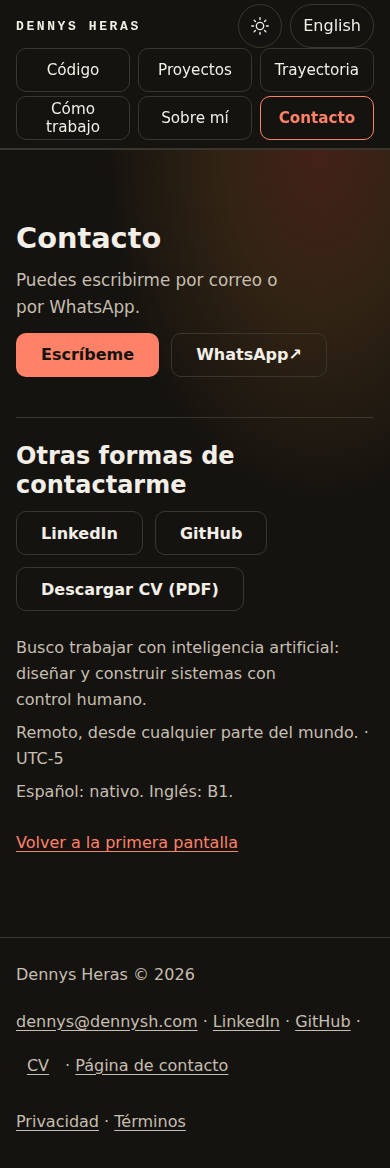 DENNYS HERAS
English
Código
Proyectos
Trayectoria
Cómo
trabajo
Sobre mí
Contacto
Contacto
Puedes escribirme por correo o
por WhatsApp.
Escríbeme
WhatsApp↗
Otras formas de
contactarme
LinkedIn
GitHub
Descargar CV (PDF)
Busco trabajar con inteligencia artificial:
diseñar y construir sistemas con
control humano.
Remoto, desde cualquier parte del mundo. ·
UTC-5
Español: nativo. Inglés: B1.
Volver a la primera pantalla
Dennys Heras © 2026
dennys@dennysh.com · LinkedIn · GitHub ·
CV · Página de contacto
Privacidad · Términos